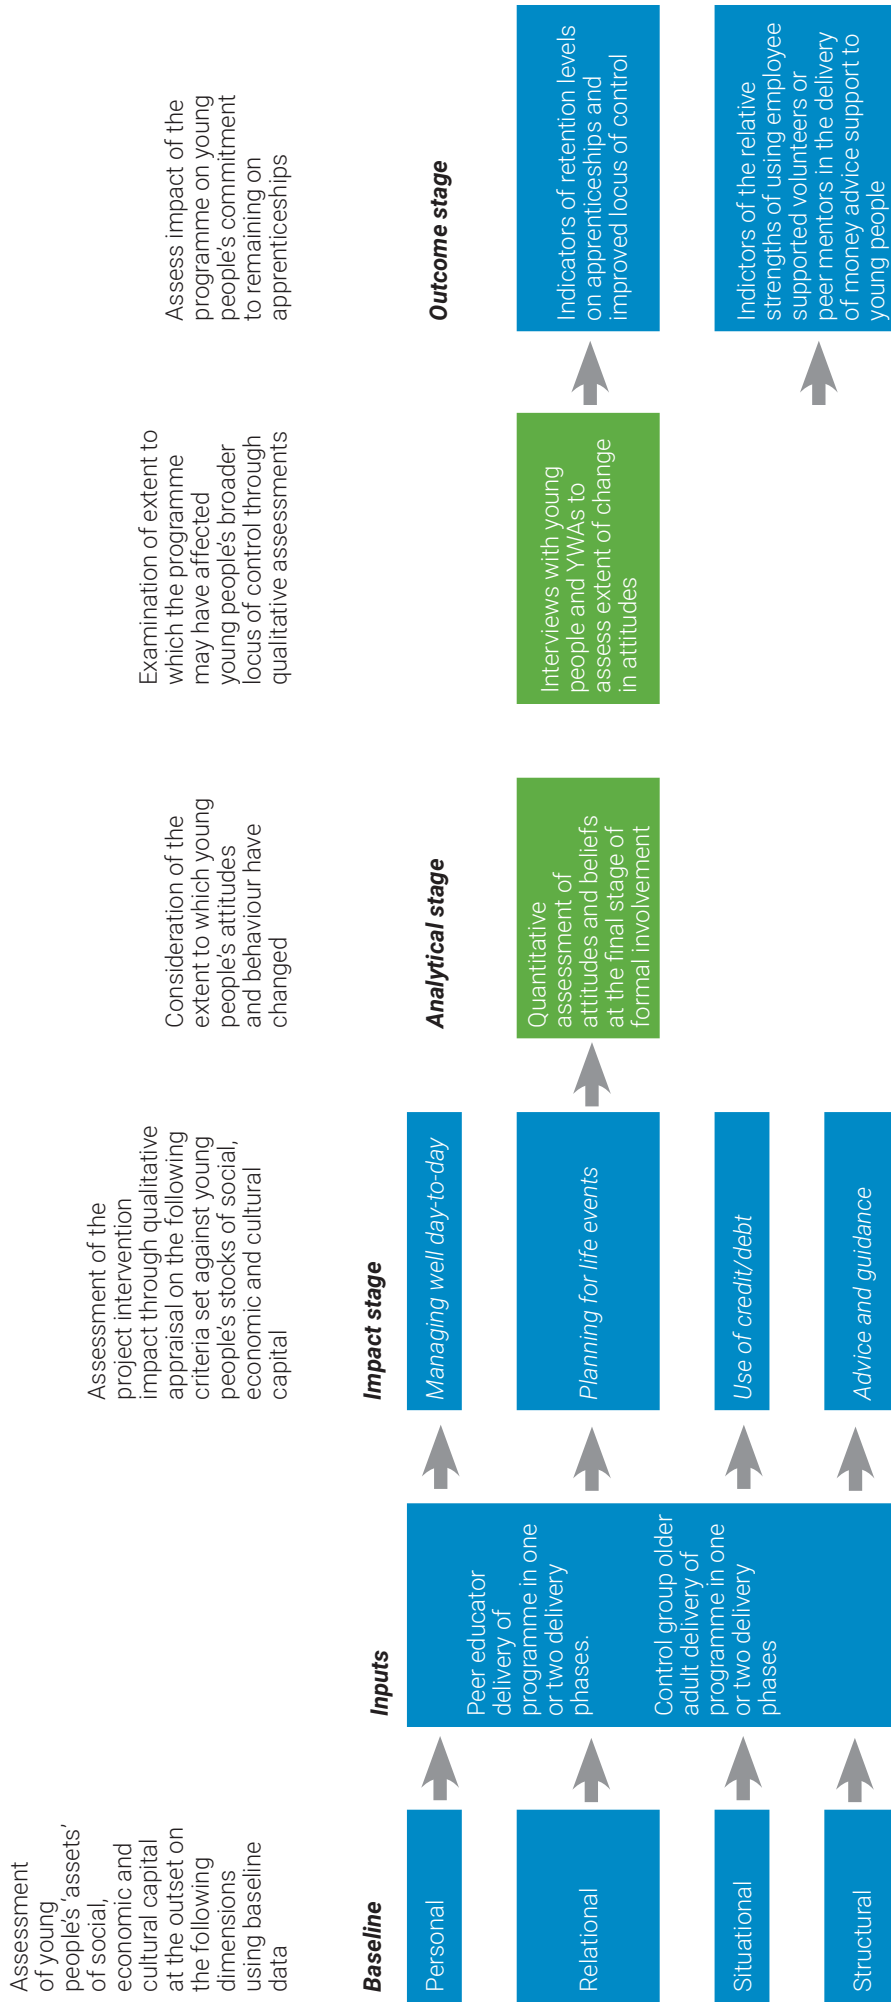 Assessment
of young
people's 'assets'
of social,
economic and
cultural capital
at the outset on
the following
dimensions
using baseline
data
Baseline
Personal
Relational
Situational
Structural
Inputs
Peer educator
delivery of
programme in one
or two delivery
phases.
Control group older
adult delivery of
programme in one
or two delivery
phases
Assessment of the
project intervention
impact through qualitative
appraisal on the following
criteria set against young
people's stocks of social,
economic and cultural
capital
Impact stage
Managing well day-to-day
Planning for life events
Use of credit/debt
Advice and guidance
Consideration of the
extent to which young
people's attitudes
and behaviour have
changed
Analytical stage
Quantitative
assessment of
attitudes and beliefs
at the final stage of
formal involvement
Examination of extent to
which the programme
may have affected
young people's broader
locus of control through
qualitative assessments
Interviews with young
people and YWAs to
assess extent of change
in attitudes
Assess impact of the
programme on young
people's commitment
to remaining on
apprenticeships
Outcome stage
Indicators of retention levels
on apprenticeships and
improved locus of control
Indictors of the relative
strengths of using employee
supported volunteers or
peer mentors in the delivery
of money advice support to
young people